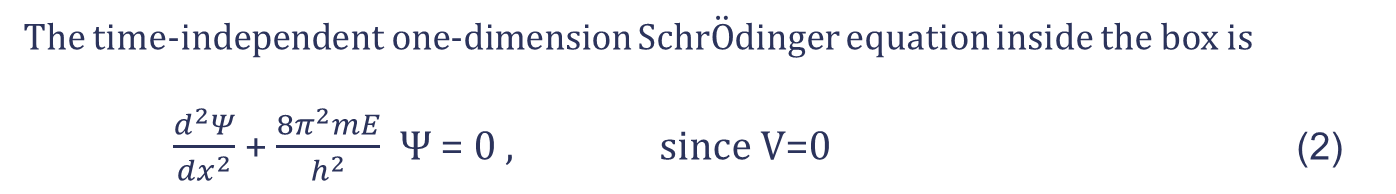 The time-independent one-dimension SchrÖdinger equation inside the box is
d²Ψ/dx² + 8π²mE/h² Ψ = 0 , since V=0 (2)